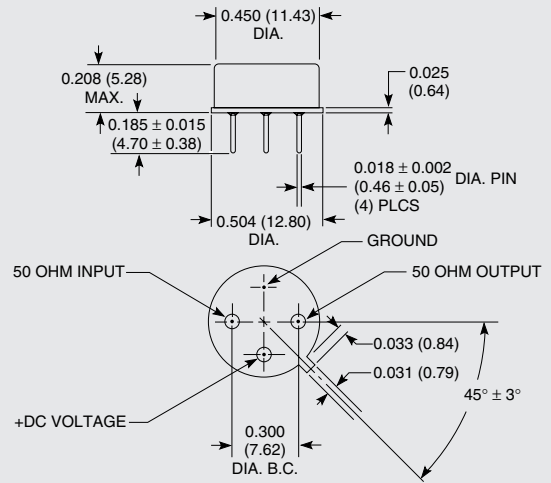 0.450 (11.43)
DIA.
0.208 (5.28)
MAX.
0.025
(0.64)
0.185 ± 0.015
(4.70 ± 0.38)
0.018 ± 0.002
(0.46 ± 0.05)
(4) PLCS
DIA. PIN
0.504 (12.80)
DIA.
GROUND
50 OHM INPUT
50 OHM OUTPUT
0.033 (0.84)
0.031 (0.79)
45° ± 3°
+DC VOLTAGE
0.300
(7.62)
DIA. B.C.